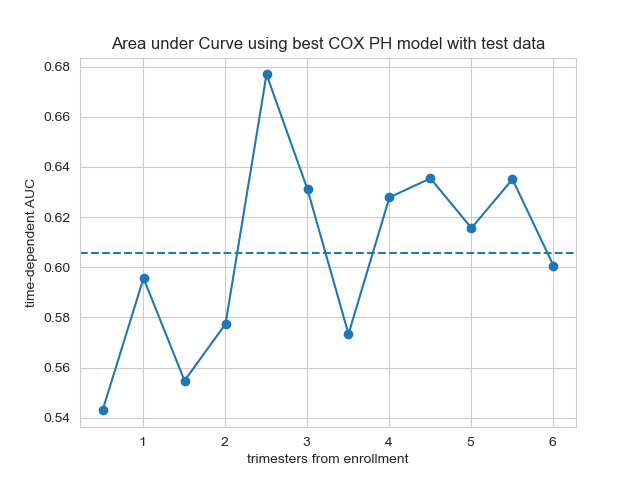 Area under Curve using best COX PH model with test data
time-dependent AUC
0.68
0.66
0.64
0.62
0.60
0.58
0.56
0.54
1 2 3 4 5 6
trimesters from enrollment